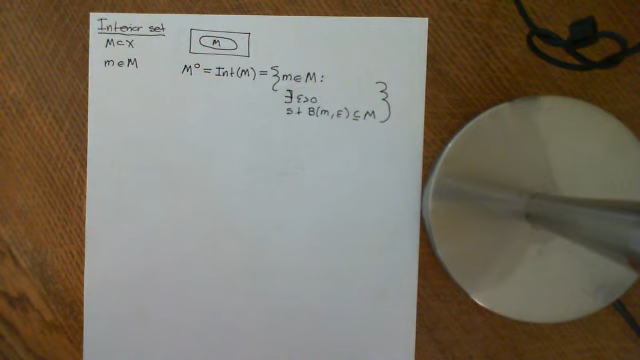 Interior set
M⊂X
M
m∈M
M° = Int(M) = { m∈M :
∃ ε>0
s t B(m, ε) ⊆ M }